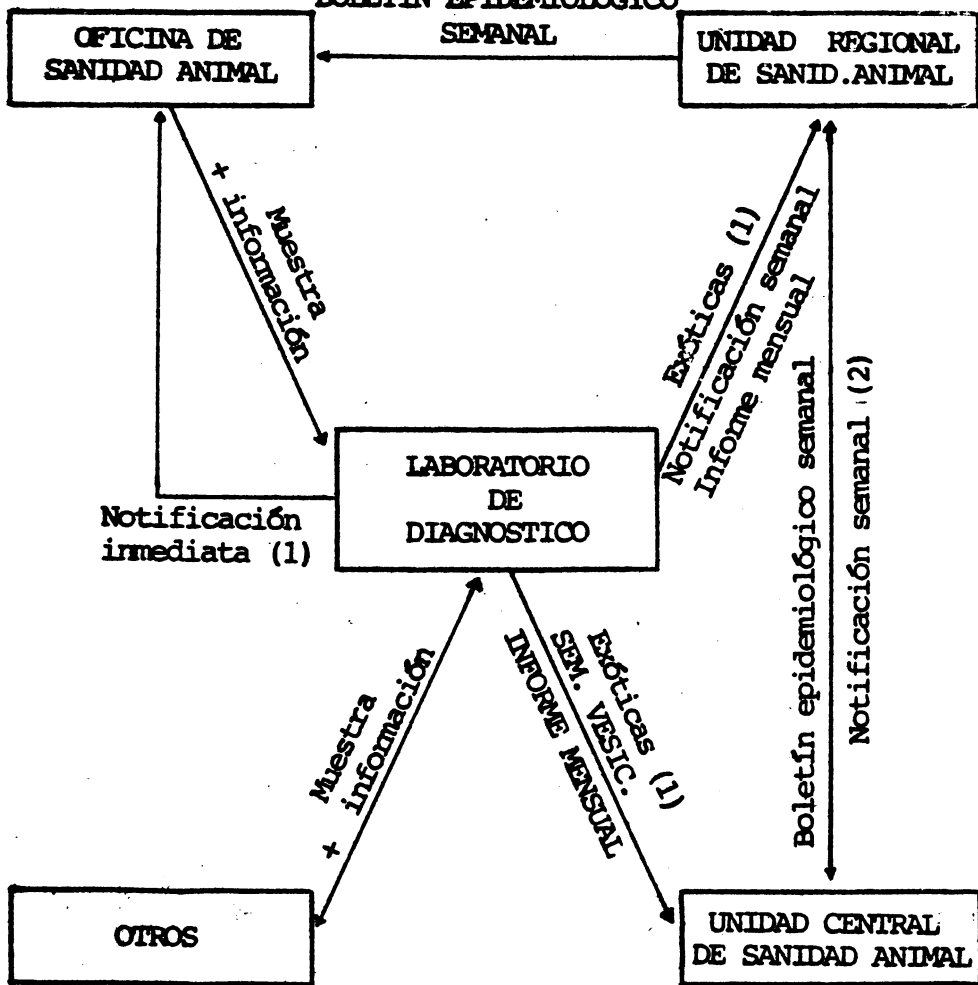 BOLETIN EPIDEMIOLOGICO
SEMANAL
OFICINA DE
SANIDAD ANIMAL
UNIDAD REGIONAL
DE SANID.ANIMAL
Muestra
+ información
Exóticas (1)
Notificación semanal
Informe mensual
Boletín epidemiológico semanal
Notificación semanal (2)
LABORATORIO
DE
DIAGNOSTICO
Notificación
inmediata (1)
Muestra
+ información
Exóticas (1)
SEM. VESIC.
INFORME MENSUAL
OTROS
UNIDAD CENTRAL
DE SANIDAD ANIMAL